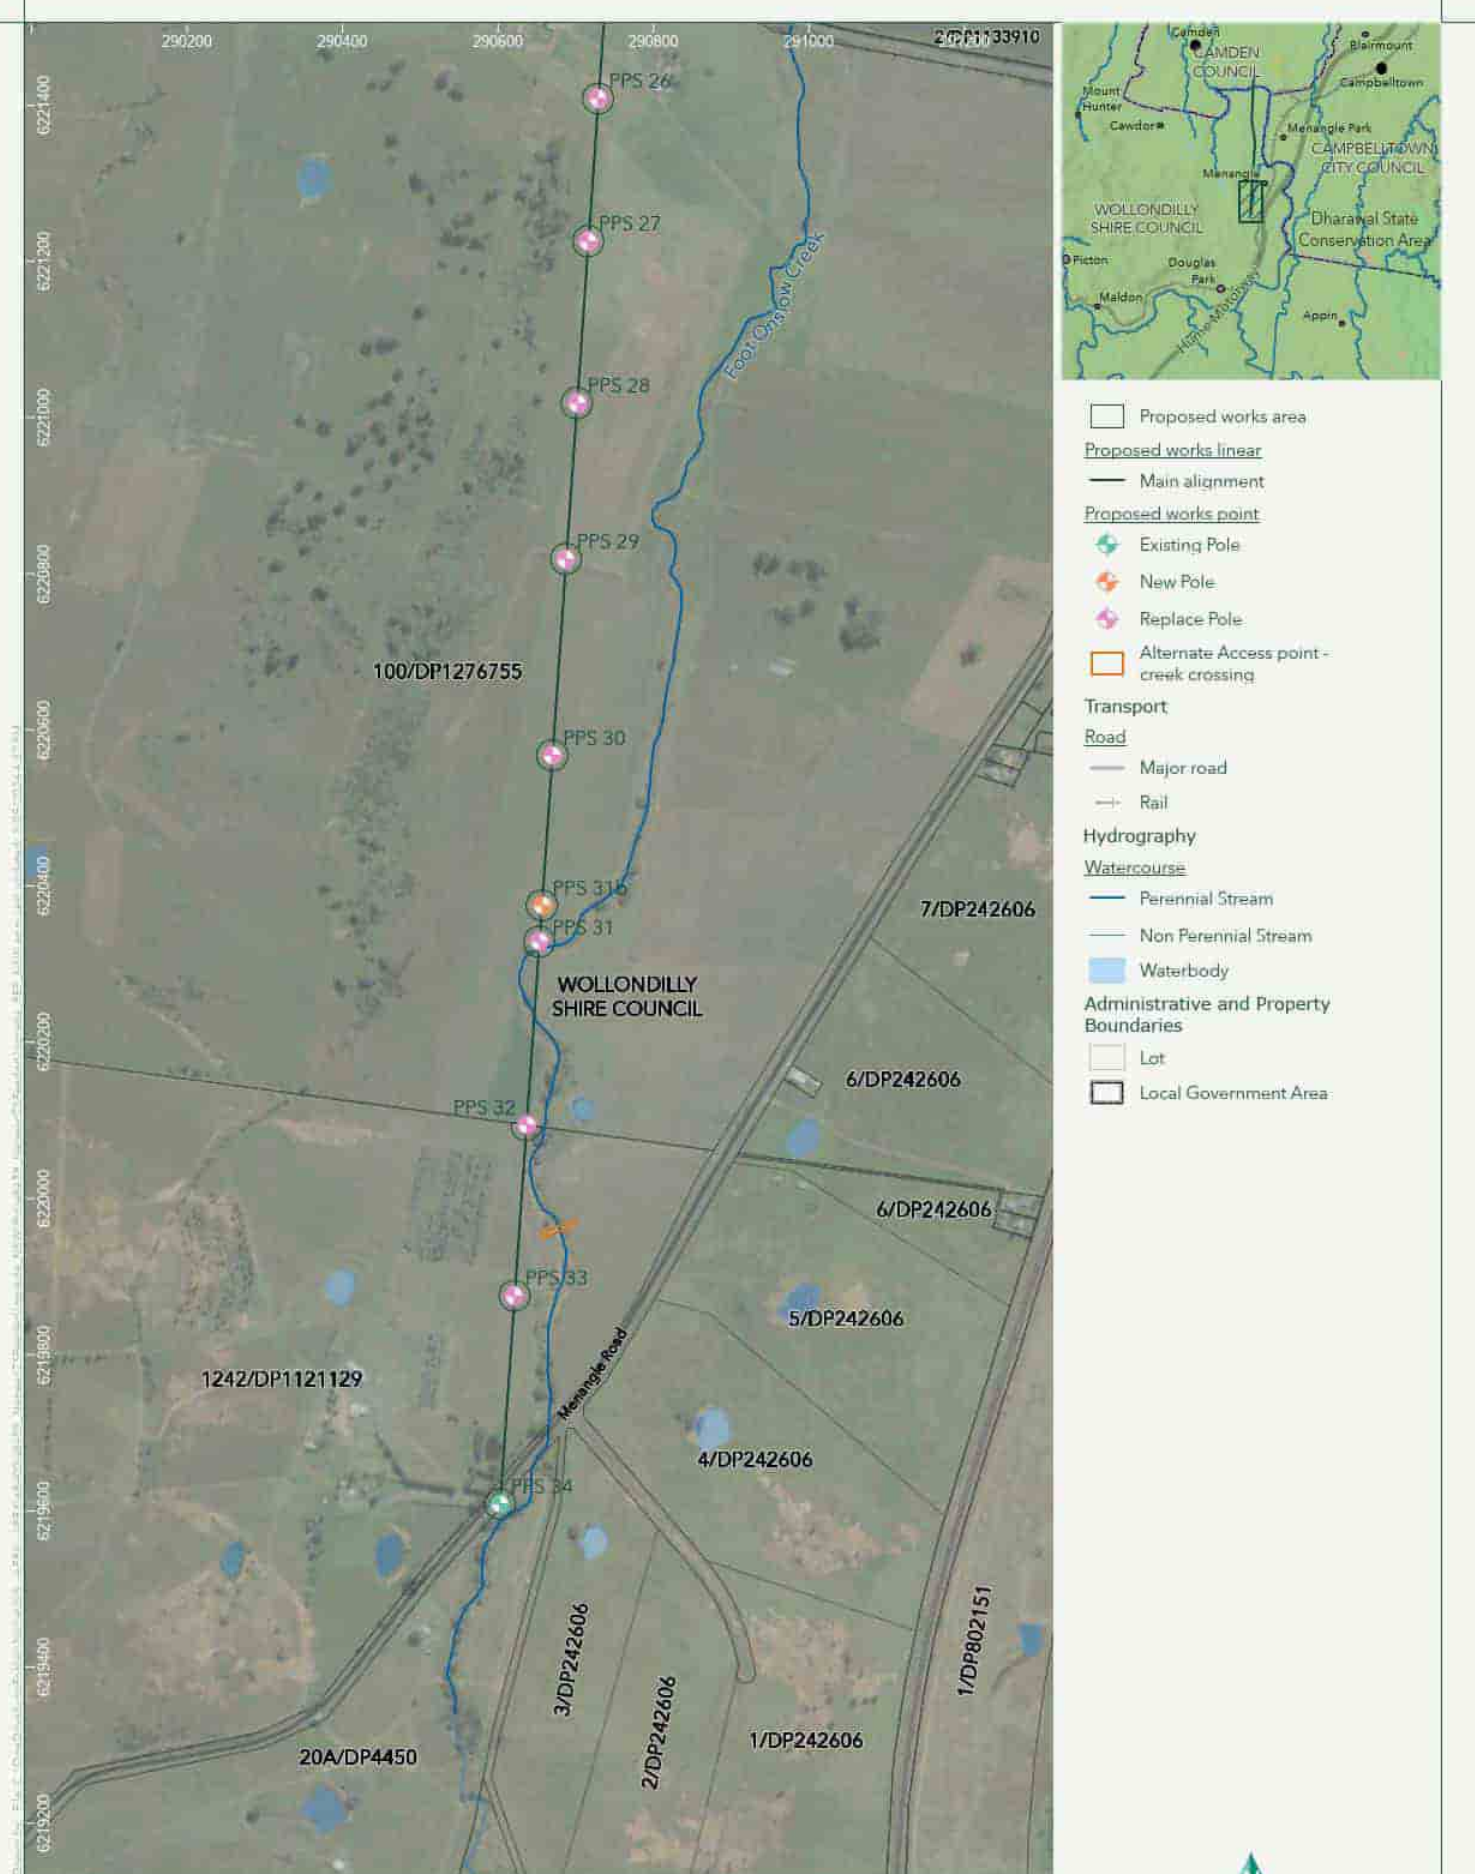 290200
290400
290600
290800
291000
6221400
6221200
6221000
6220800
6220600
6220400
6220200
6220000
6219800
6219600
6219400
6219200
PPS 26
PPS 27
Foot Onslow Creek
PPS 28
PPS 29
100/DP1276755
PPS 30
PPS 31b
PPS 31
7/DP242606
WOLLONDILLY
SHIRE COUNCIL
6/DP242606
PPS 32
6/DP242606
PPS 33
5/DP242606
1242/DP1121129
Menangle Road
4/DP242606
PPS 34
3/DP242606
2/DP242606
1/DP802151
1/DP242606
20A/DP4450
Camden
CAMDEN
COUNCIL
Blairmount
Campbelltown
Mount
Hunter
Cawdor
Menangle Park
CAMPBELLTOWN
CITY COUNCIL
Menangle
WOLLONDILLY
SHIRE COUNCIL
Dharawal State
Conservation Area
Picton
Douglas
Park
Maldon
Hume Motorway
Appin
Proposed works area
Proposed works linear
Main alignment
Proposed works point
Existing Pole
New Pole
Replace Pole
Alternate Access point -
creek crossing
Transport
Road
Major road
Rail
Hydrography
Watercourse
Perennial Stream
Non Perennial Stream
Waterbody
Administrative and Property
Boundaries
Lot
Local Government Area